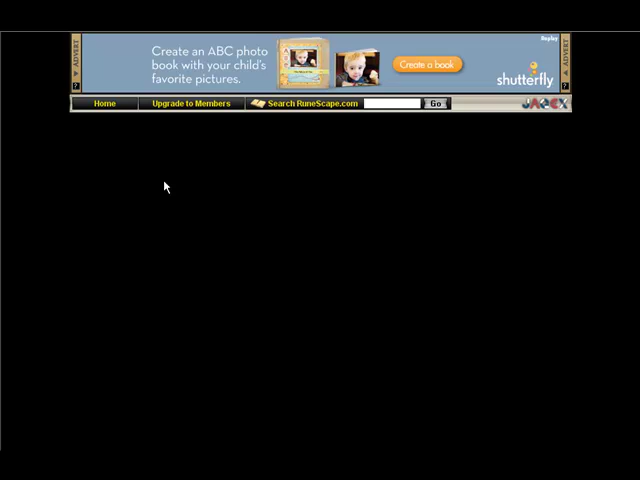 Create an ABC photo
book with your child's
favorite pictures.
Create a book
Replay
shutterfly
ADVERT
ADVERT
?
?
Home
Upgrade to Members
Search RuneScape.com
Go
JAGEX